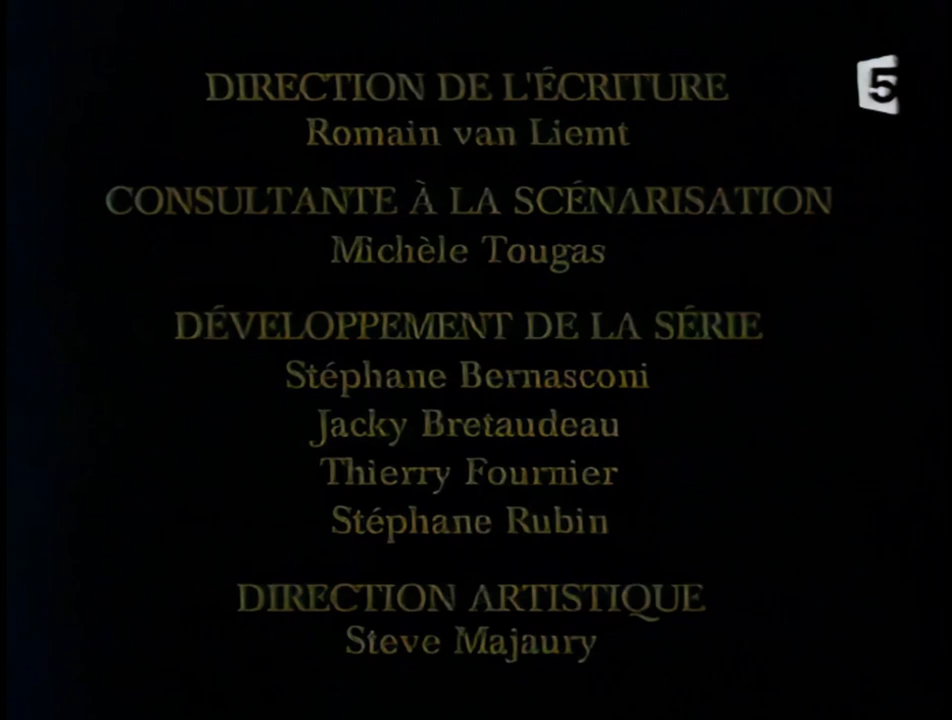 DIRECTION DE L'ÉCRITURE
5
Romain van Liemt
CONSULTANTE À LA SCÉNARISATION
Michèle Tougas
DÉVELOPPEMENT DE LA SÉRIE
Stéphane Bernasconi
Jacky Bretaudeau
Thierry Fournier
Stéphane Rubin
DIRECTION ARTISTIQUE
Steve Majaury